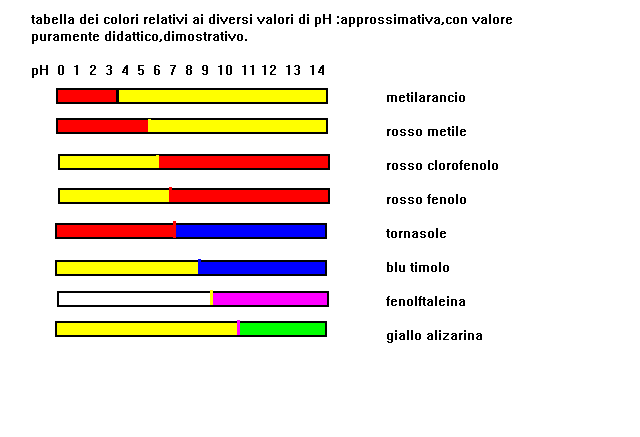 tabella dei colori relativi ai diversi valori di pH :approssimativa,con valore
puramente didattico,dimostrativo.
pH 0 1 2 3 4 5 6 7 8 9 10 11 12 13 14
metilarancio
rosso metile
rosso clorofenolo
rosso fenolo
tornasole
blu timolo
fenolftaleina
giallo alizarina